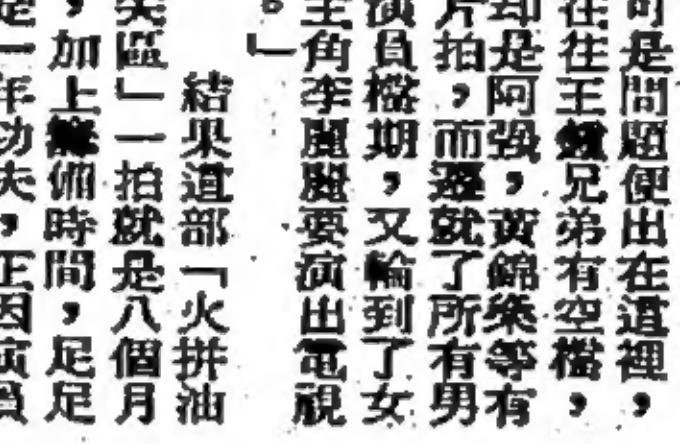 可是問題便出在這裡，
往往王兄弟有空檔，
却是阿强，黃錦燊等有
片拍，而遷就了所有男
演員檔期，又輪到了女
主角李麗麗要演出電視
。」
結果這部「火拼油
尖區」一拍就是八個月
，加上備時間，足足
是一年功夫，正因演員